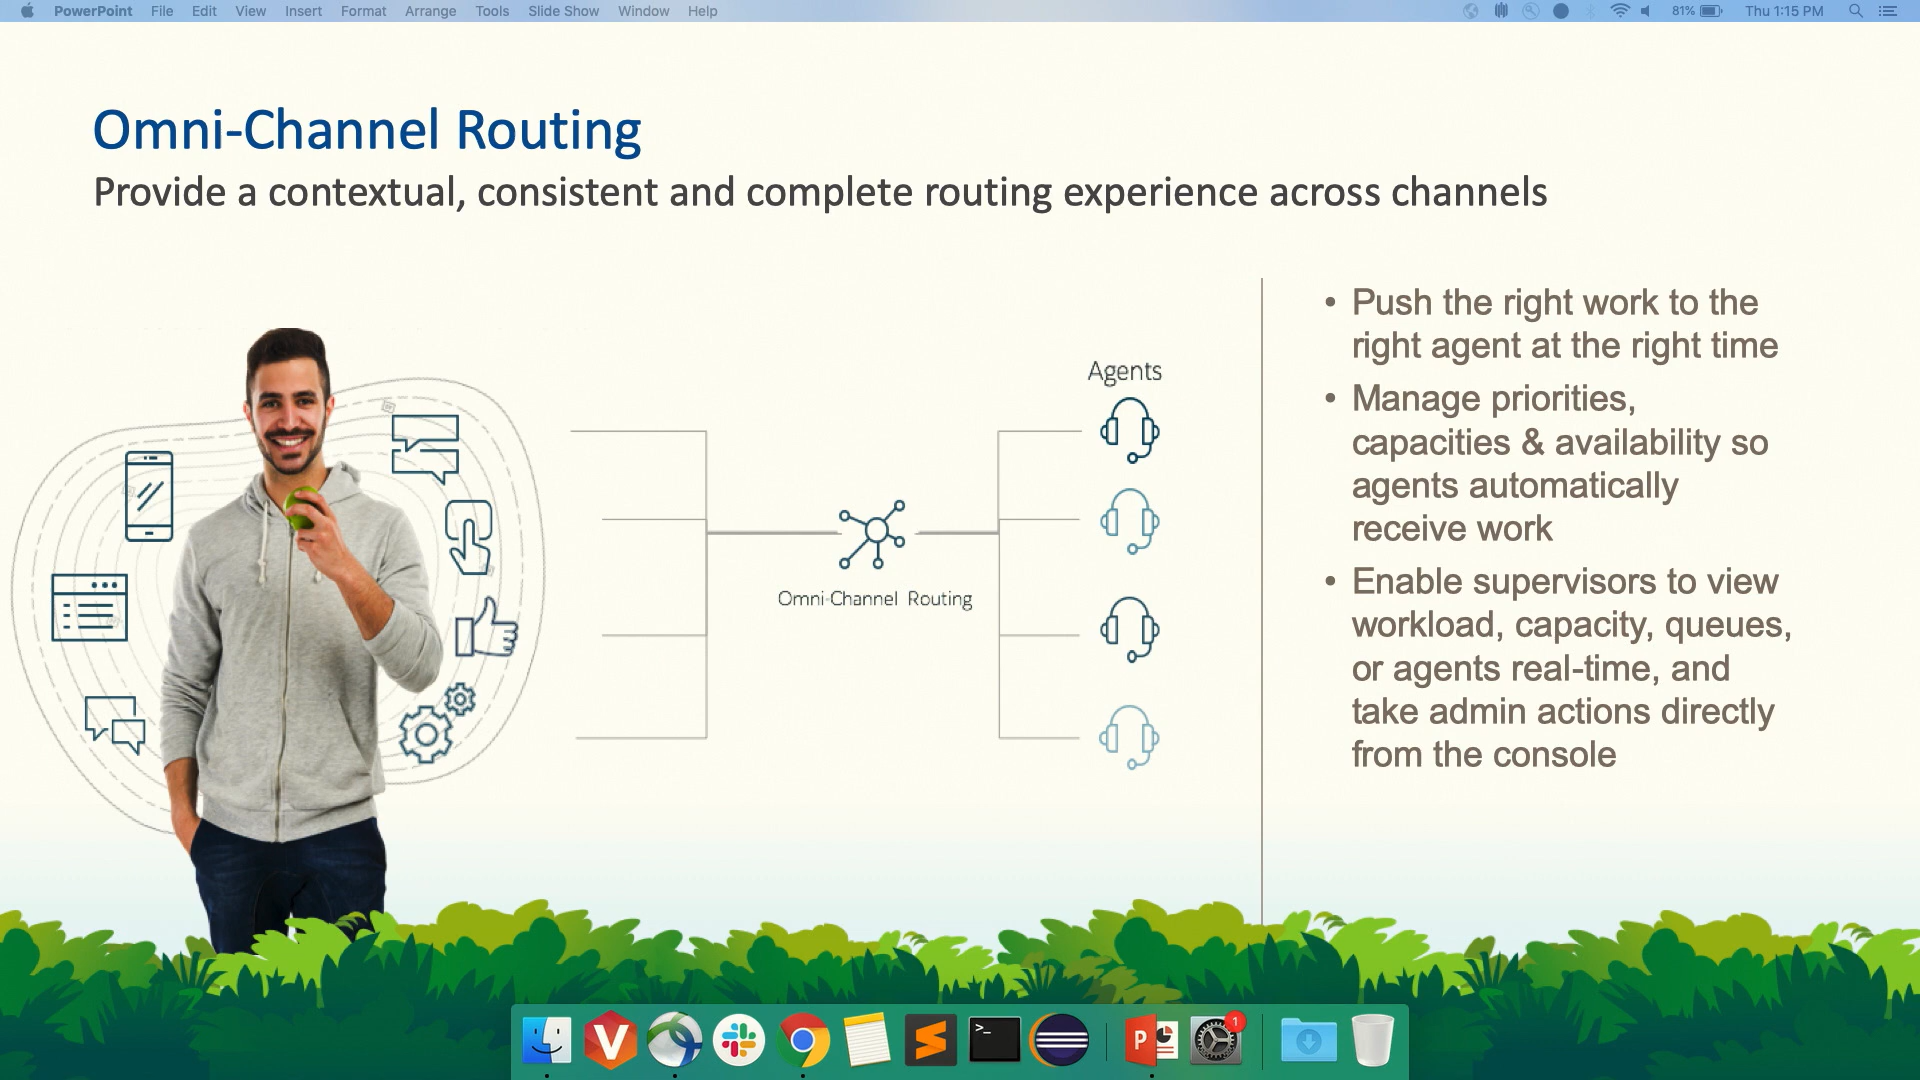 PowerPoint File Edit View Insert Format Arrange Tools Slide Show Window Help 81% Thu 1:15 PM
Omni-Channel Routing
Provide a contextual, consistent and complete routing experience across channels
Agents
Omni-Channel Routing
• Push the right work to the
right agent at the right time
• Manage priorities,
capacities & availability so
agents automatically
receive work
• Enable supervisors to view
workload, capacity, queues,
or agents real-time, and
take admin actions directly
from the console
V
>_
P
1